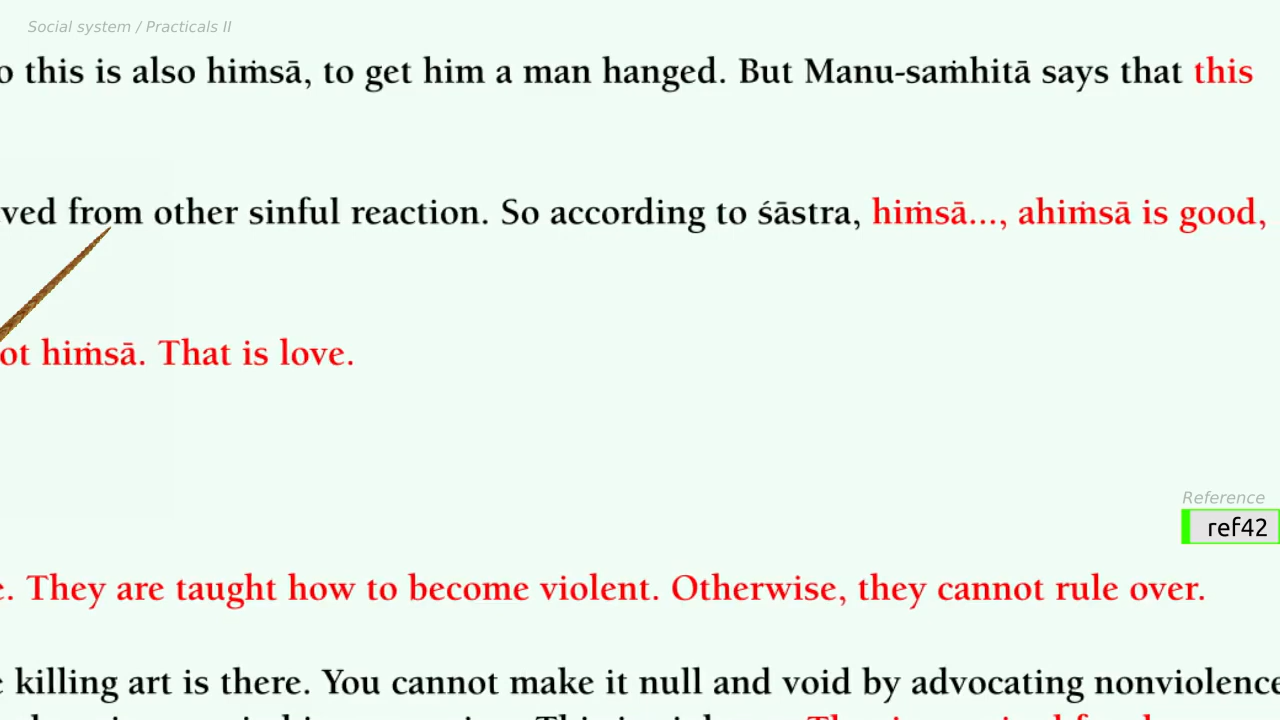 Social system / Practicals II
this is also hiṁsā, to get him a man hanged. But Manu-saṁhitā says that this
from other sinful reaction. So according to śāstra, hiṁsā..., ahiṁsā is good,
hiṁsā. That is love.
Reference
ref42
They are taught how to become violent. Otherwise, they cannot rule over.
killing art is there. You cannot make it null and void by advocating nonviolence